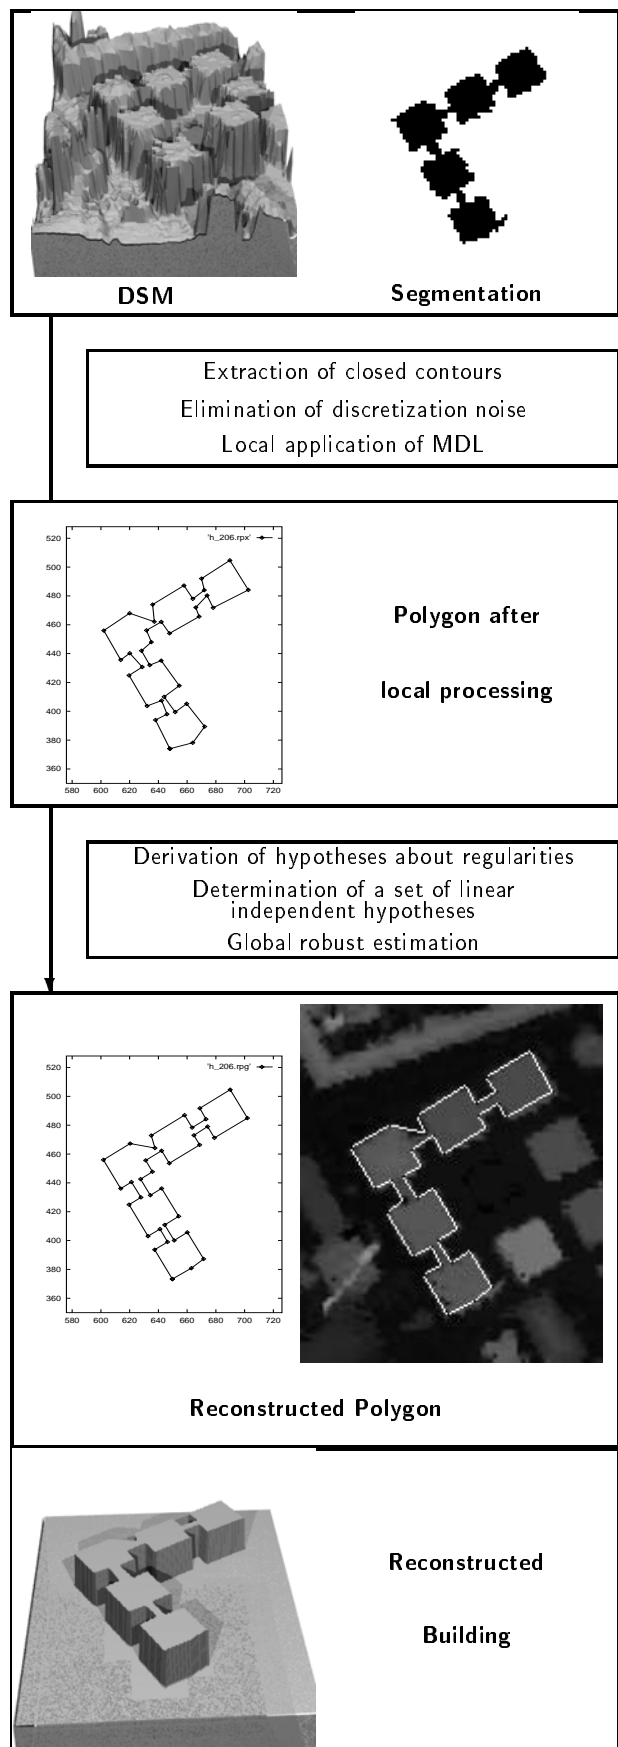 DSM
Segmentation
Extraction of closed contours
Elimination of discretization noise
Local application of MDL
'h_206.rpx'
520
500
480
460
440
420
400
380
360
580 600 620 640 660 680 700 720
Polygon after
local processing
Derivation of hypotheses about regularities
Determination of a set of linear
independent hypotheses
Global robust estimation
'h_206.rpg'
520
500
480
460
440
420
400
380
360
580 600 620 640 660 680 700 720
Reconstructed Polygon
Reconstructed
Building